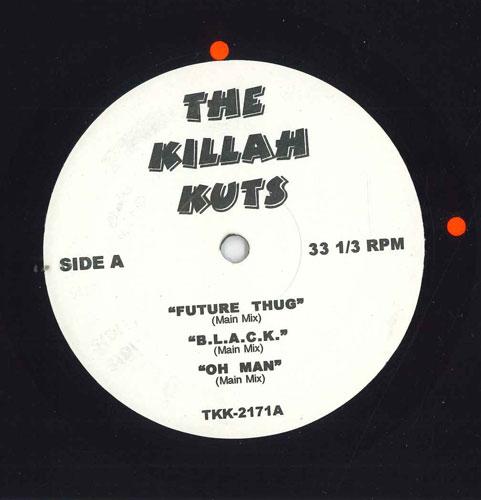 THE
KILLAH
KUTS
SIDE A
33 1/3 RPM
"FUTURE THUG"
(Main Mix)
"B.L.A.C.K."
(Main Mix)
"OH MAN"
(Main Mix)
TKK-2171A